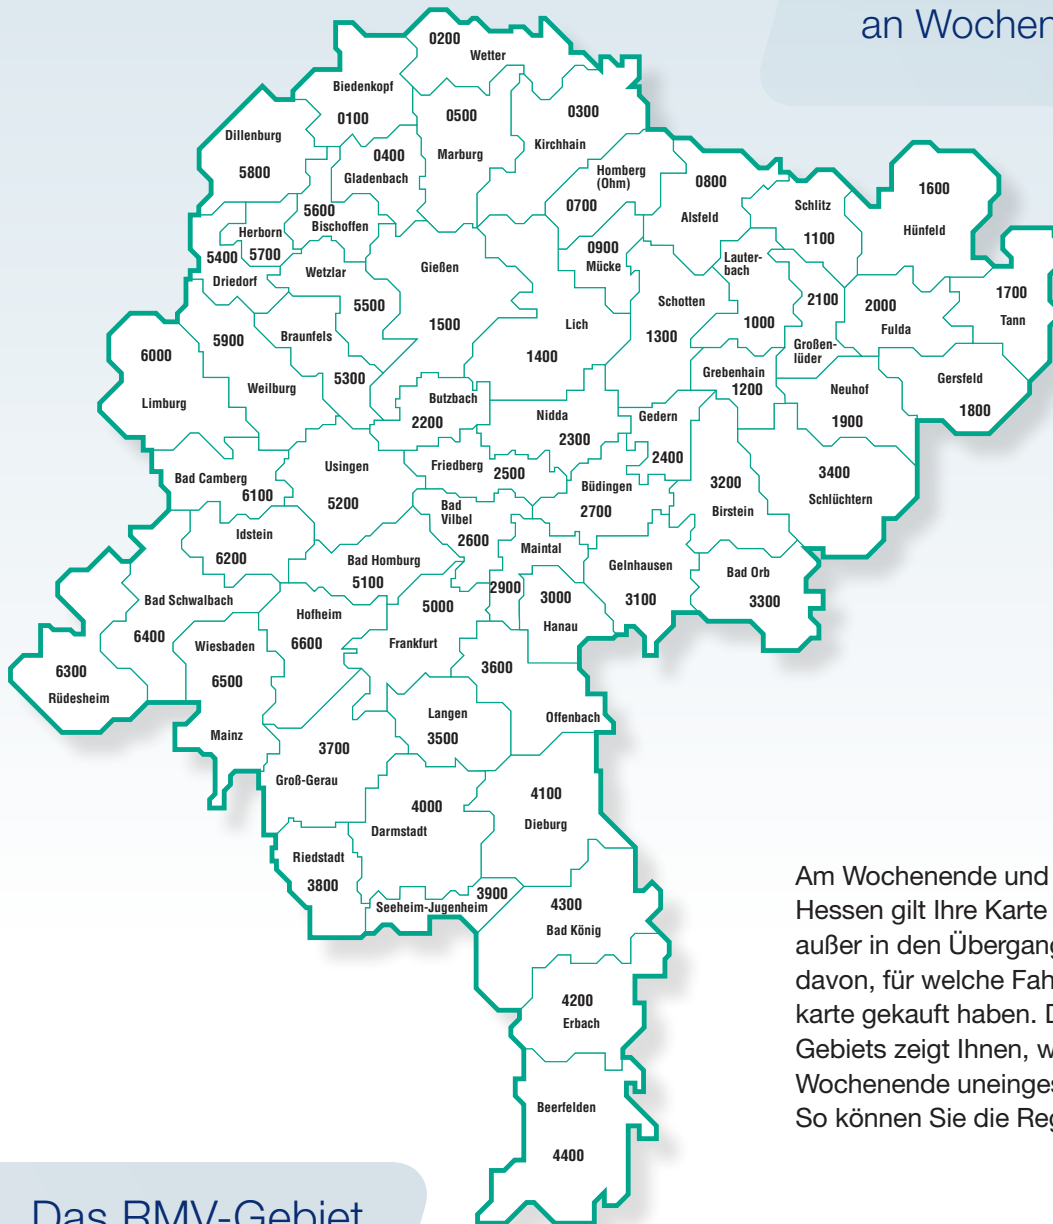 an Wochen
0200
Wetter
Biedenkopf
0100
0500
Marburg
0300
Kirchhain
Dillenburg
5800
0400
Gladenbach
Homberg
(Ohm)
0700
0800
Alsfeld
Schlitz
1100
1600
Hünfeld
5600
Bischoffen
Herborn
5700
5400
Driedorf
Wetzlar
5500
Gießen
1500
0900
Mücke
Lauter-
bach
1000
Schotten
1300
2100
Großen-
lüder
2000
Fulda
1700
Tann
Lich
1400
6000
Limburg
5900
Weilburg
Braunfels
5300
Butzbach
2200
Nidda
2300
Gedern
2400
Grebenhain
1200
Neuhof
1900
Gersfeld
1800
Bad Camberg
6100
Usingen
5200
Friedberg
2500
Büdingen
2700
3200
Birstein
3400
Schlüchtern
Idstein
6200
Bad
Vilbel
2600
Bad Homburg
5100
Maintal
2900
3000
Hanau
Gelnhausen
3100
Bad Orb
3300
Bad Schwalbach
6400
Hofheim
6600
5000
Frankfurt
Wiesbaden
6500
Mainz
6300
Rüdesheim
3600
Offenbach
Langen
3500
3700
Groß-Gerau
4000
Darmstadt
4100
Dieburg
Riedstadt
3800
3900
Seeheim-Jugenheim
4300
Bad König
4200
Erbach
Beerfelden
4400
Am Wochenende und
Hessen gilt Ihre Karte
außer in den Übergang
davon, für welche Fah
karte gekauft haben. D
Gebiets zeigt Ihnen, w
Wochenende uneinges
So können Sie die Reg
Das RMV-Gebiet